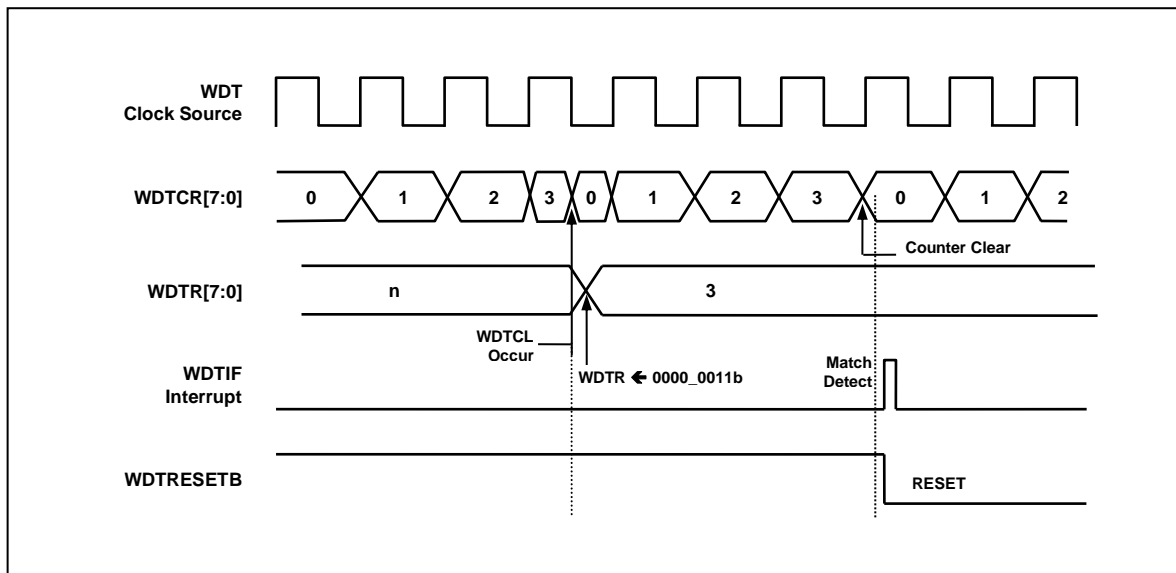 WDT
Clock Source
WDTCR[7:0] 0 1 2 3 0 1 2 3 0 1 2
Counter Clear
WDTR[7:0] n 3
WDTCL
Occur
WDTR 🡸 0000_0011b
Match
Detect
WDTIF
Interrupt
WDTRESETB RESET